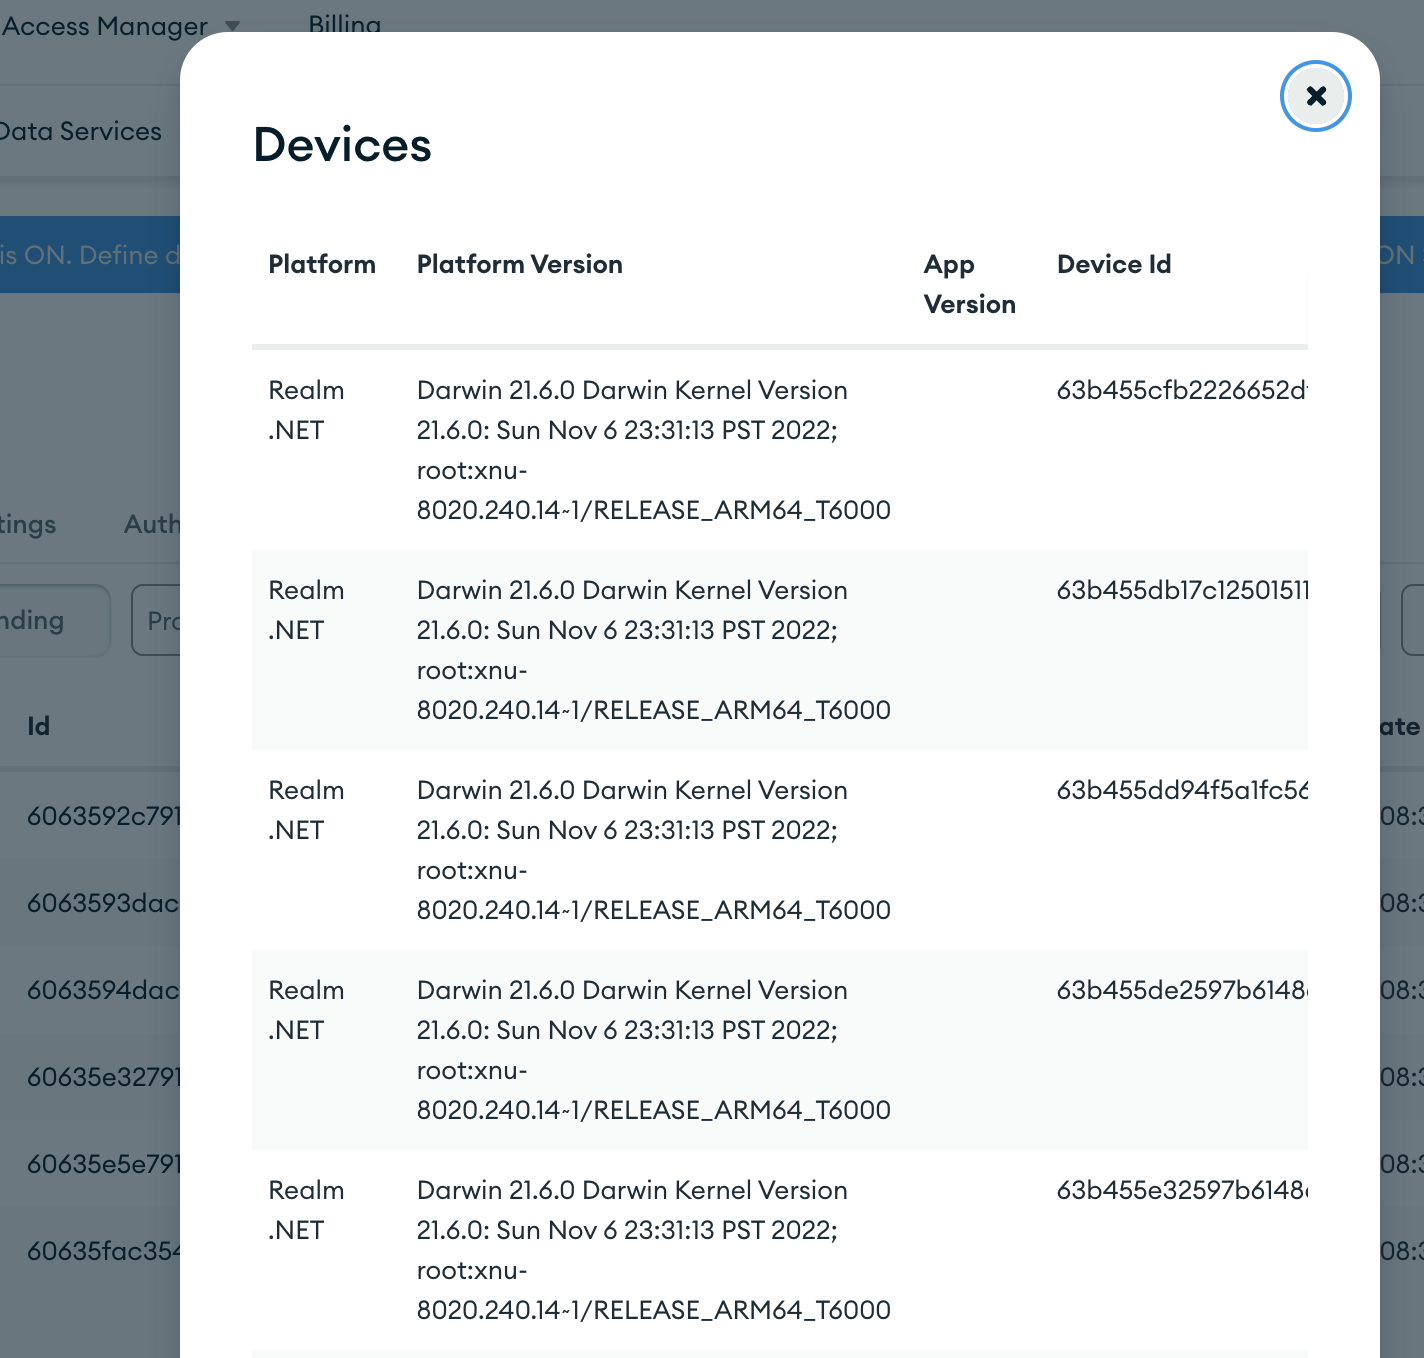 Access Manager
Billing
Data Services
Devices
is ON. Define
ON
Platform
Platform Version
App
Version
Device Id
Realm
.NET
Darwin 21.6.0 Darwin Kernel Version
21.6.0: Sun Nov 6 23:31:13 PST 2022;
root:xnu-
8020.240.14~1/RELEASE_ARM64_T6000
63b455cfb2226652d
Realm
.NET
Darwin 21.6.0 Darwin Kernel Version
21.6.0: Sun Nov 6 23:31:13 PST 2022;
root:xnu-
8020.240.14~1/RELEASE_ARM64_T6000
63b455db17c12501511
Realm
.NET
Darwin 21.6.0 Darwin Kernel Version
21.6.0: Sun Nov 6 23:31:13 PST 2022;
root:xnu-
8020.240.14~1/RELEASE_ARM64_T6000
63b455dd94f5a1fc56
Realm
.NET
Darwin 21.6.0 Darwin Kernel Version
21.6.0: Sun Nov 6 23:31:13 PST 2022;
root:xnu-
8020.240.14~1/RELEASE_ARM64_T6000
63b455de2597b6148
Realm
.NET
Darwin 21.6.0 Darwin Kernel Version
21.6.0: Sun Nov 6 23:31:13 PST 2022;
root:xnu-
8020.240.14~1/RELEASE_ARM64_T6000
63b455e32597b6148
tings
Auth
nding
Pro
Id
ate
6063592c791
08:3
6063593dac
08:3
6063594dac
08:3
60635e32791
08:3
60635e5e791
08:3
60635fac354
08:3